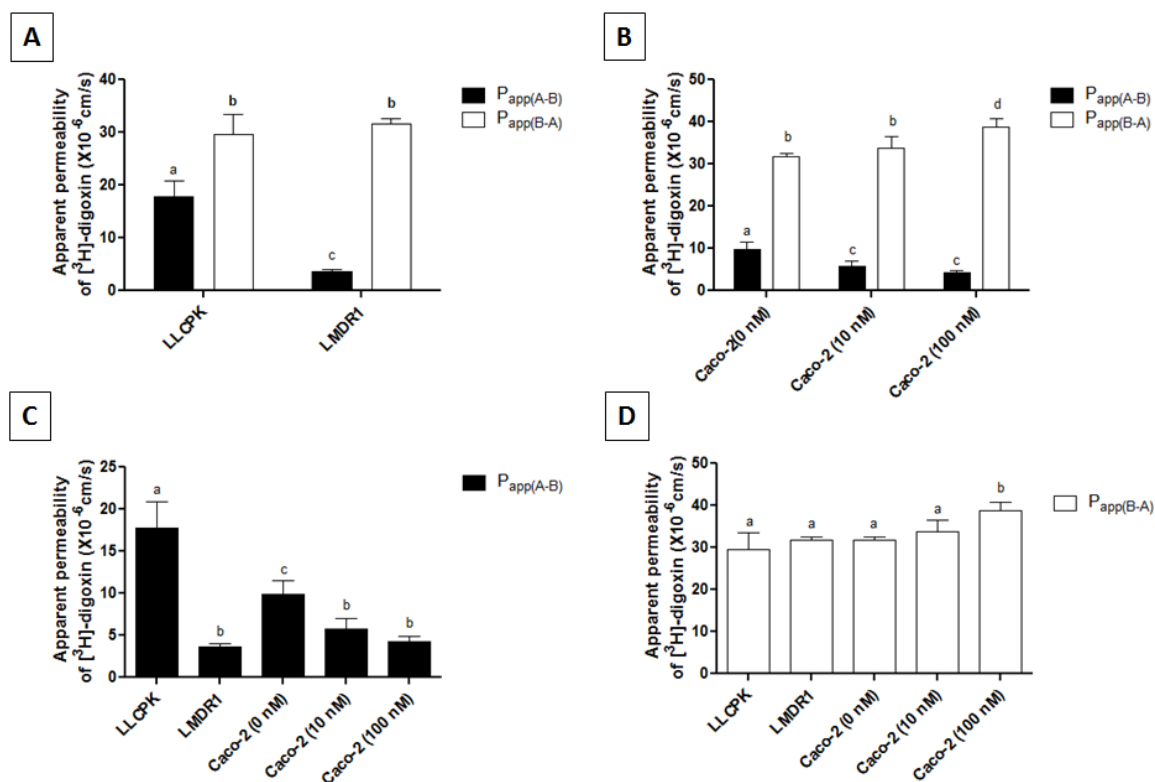 A
Apparent permeability
of [³H]-digoxin (X10⁻⁶cm/s)
40
30
20
10
0
a
b
c
b
LLCPK
LMDR1
Papp(A-B)
Papp(B-A)
B
Apparent permeability
of [³H]-digoxin (X10⁻⁶cm/s)
50
40
30
20
10
0
a
b
c
b
c
d
Caco-2(0 nM)
Caco-2 (10 nM)
Caco-2 (100 nM)
Papp(A-B)
Papp(B-A)
C
Apparent permeability
of [³H]-digoxin (X10⁻⁶cm/s)
25
20
15
10
5
0
a
b
c
b
b
LLCPK
LMDR1
Caco-2 (0 nM)
Caco-2 (10 nM)
Caco-2 (100 nM)
Papp(A-B)
D
Apparent permeability
of [³H]-digoxin (X10⁻⁶cm/s)
50
40
30
20
10
0
a
a
a
a
b
LLCPK
LMDR1
Caco-2 (0 nM)
Caco-2 (10 nM)
Caco-2 (100 nM)
Papp(B-A)